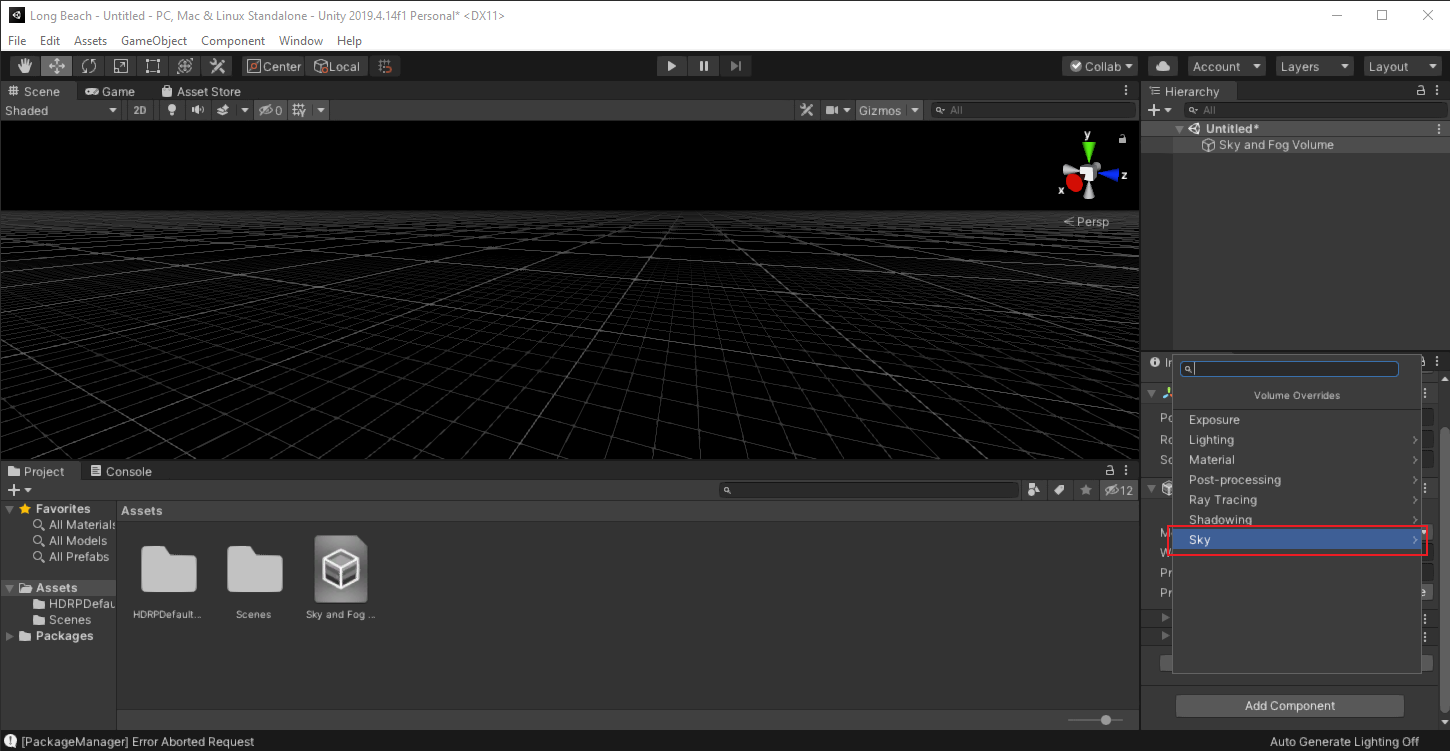 Long Beach - Untitled - PC, Mac & Linux Standalone - Unity 2019.4.14f1 Personal* <DX11>
File Edit Assets GameObject Component Window Help
Center Local Collab Account Layers Layout
Scene Game Asset Store
Shaded 2D 0 Gizmos All
y
x
z
Persp
Hierarchy
All
Untitled*
Sky and Fog Volume
Volume Overrides
Exposure
Lighting
Material
Post-processing
Ray Tracing
Shadowing
Sky
Add Component
Project Console
12
Favorites
All Materials
All Models
All Prefabs
Assets
HDRPDefau
Scenes
Packages
Assets
HDRPDefault... Scenes Sky and Fog ...
[PackageManager] Error Aborted Request
Auto Generate Lighting Off